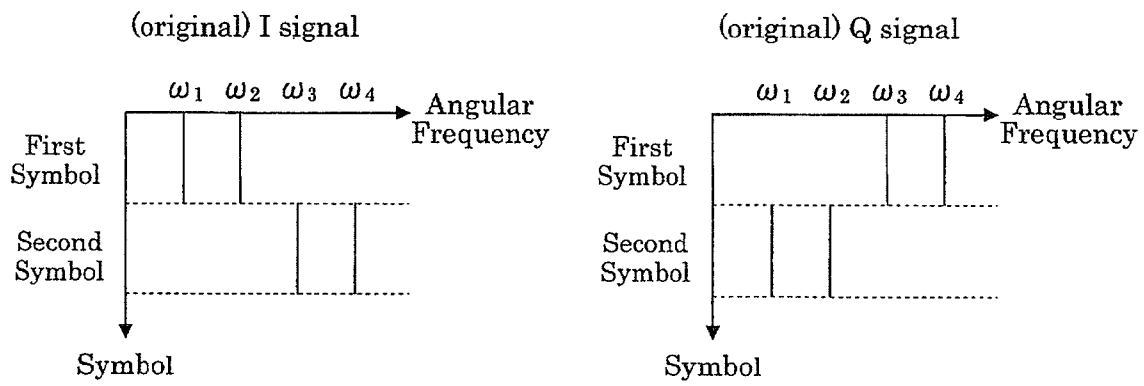 (original) I signal
ω1 ω2 ω3 ω4
Angular
Frequency
First
Symbol
Second
Symbol
Symbol
(original) Q signal
ω1 ω2 ω3 ω4
Angular
Frequency
First
Symbol
Second
Symbol
Symbol